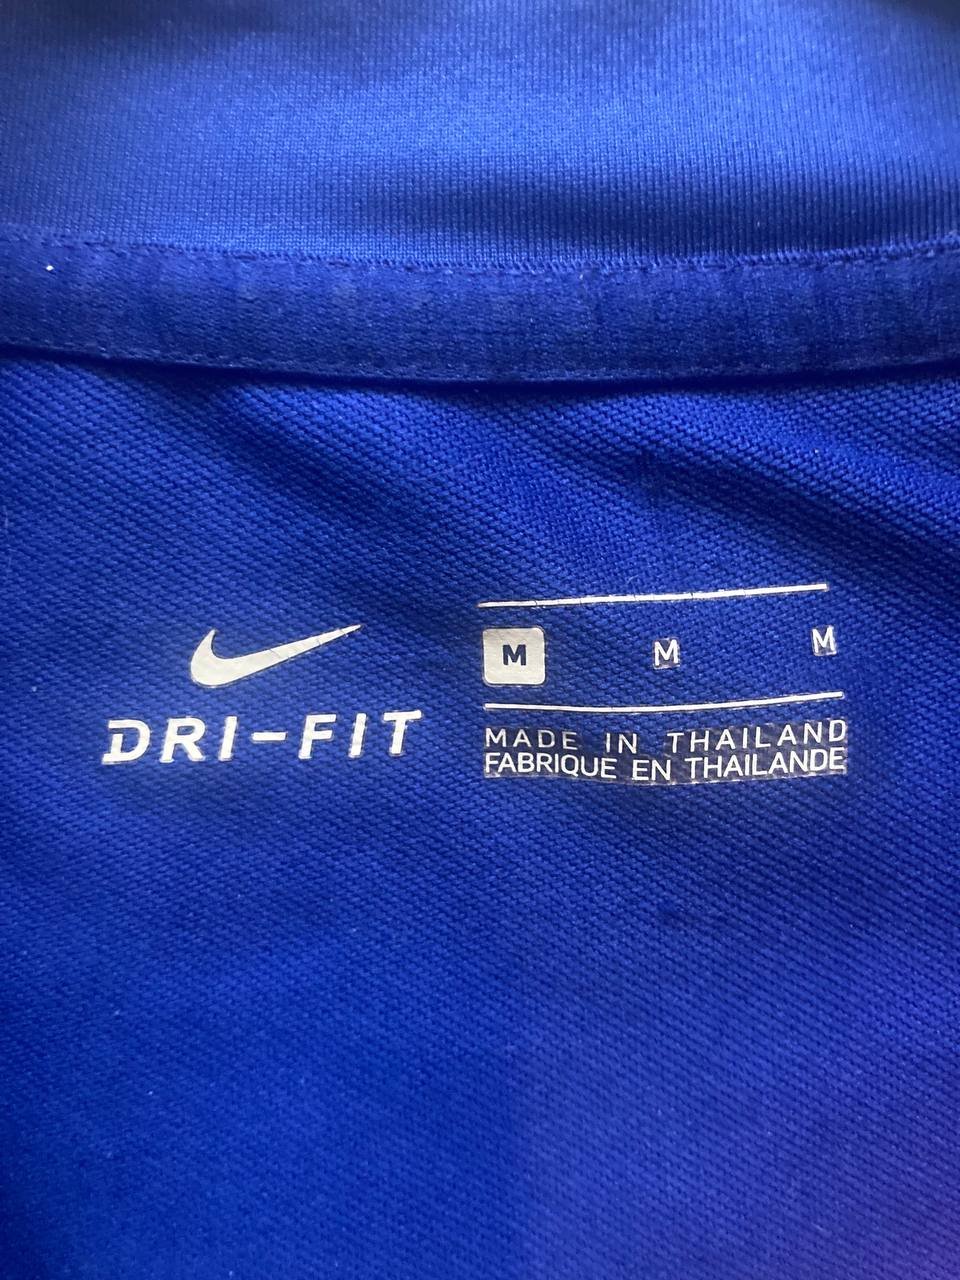 DRI-FIT
M M M
MADE IN THAILAND
FABRIQUE EN THAILANDE